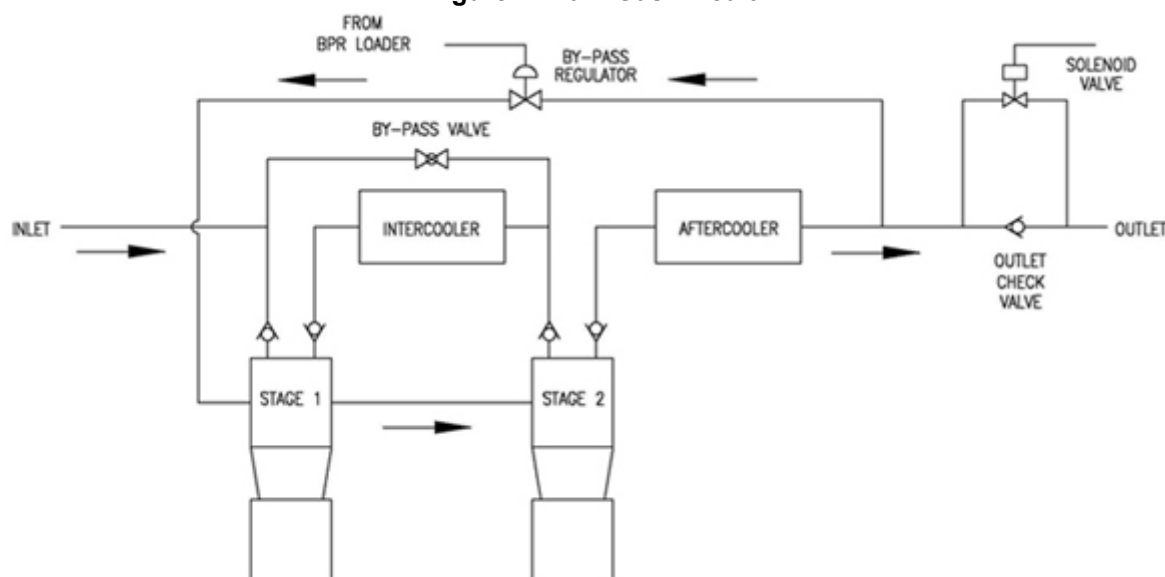 FROM
BPR LOADER
BY-PASS
REGULATOR
SOLENOID
VALVE
BY-PASS VALVE
INLET
INTERCOOLER
AFTERCOOLER
OUTLET
OUTLET
CHECK
VALVE
STAGE 1
STAGE 2